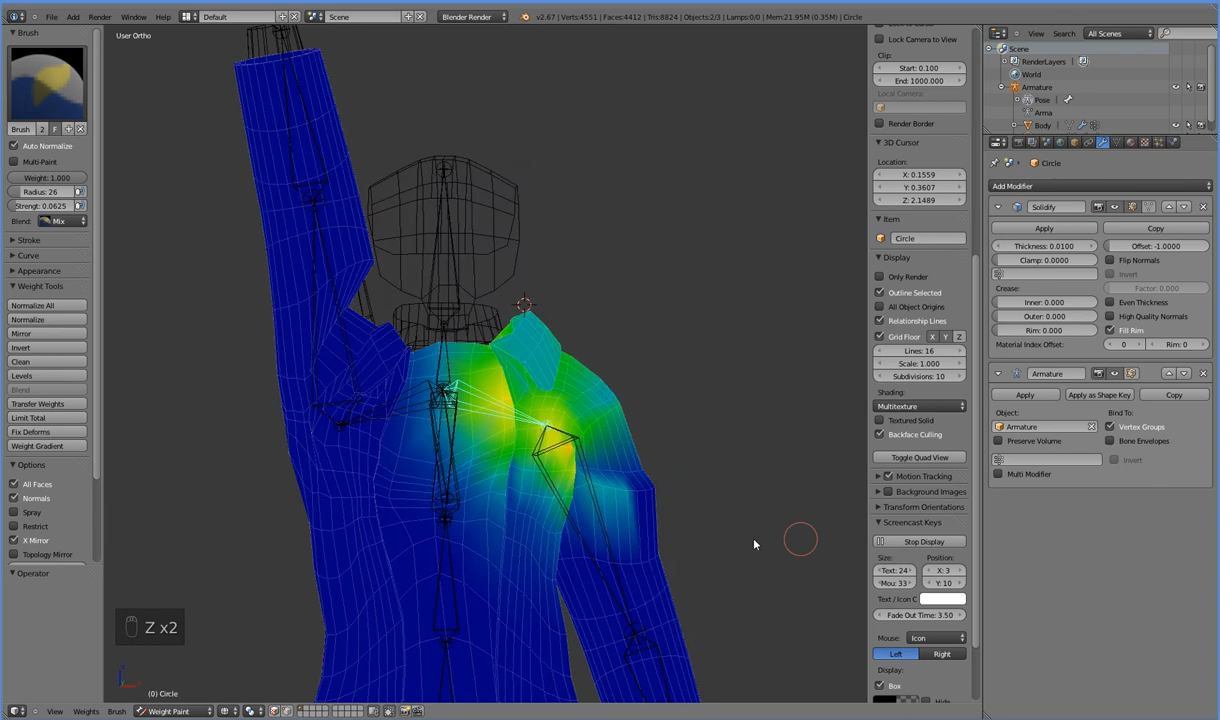 File Add Render Window Help Default Scene Blender Render v2.67 | Verts:4551 | Faces:4412 | Tris:8824 | Objects:2/3 | Lamps:0/0 | Mem:21.95M (0.35M) | Circle
Brush
Brush 2 F
Auto Normalize
Multi-Paint
Weight: 1.000
Radius: 26
Strengt: 0.0625
Blend: Mix
Stroke
Curve
Appearance
Weight Tools
Normalize All
Normalize
Mirror
Invert
Clean
Levels
Blend
Transfer Weights
Limit Total
Fix Deforms
Weight Gradient
Options
All Faces
Normals
Spray
Restrict
X Mirror
Topology Mirror
Operator
User Ortho
Z x2
(0) Circle
View Weights Brush Weight Paint
Lock Camera to View
Clip:
Start: 0.100
End: 1000.000
Local Camera:
Render Border
3D Cursor
Location:
X: 0.1559
Y: 0.3607
Z: 2.1489
Item
Circle
Display
Only Render
Outline Selected
All Object Origins
Relationship Lines
Grid Floor X Y Z
Lines: 16
Scale: 1.000
Subdivisions: 10
Shading:
Multitexture
Textured Solid
Backface Culling
Toggle Quad View
Motion Tracking
Background Images
Transform Orientations
Screencast Keys
Stop Display
Size: Position:
Text: 24 X: 3
Mou: 33 Y: 10
Text / Icon C
Fade Out Time: 3.50
Mouse: Icon
Left Right
Display:
Box
View Search All Scenes
Scene
RenderLayers
World
Armature
Pose
Arma
Body
Circle
Add Modifier
Solidify
Apply Copy
Thickness: 0.0100 Offset: -1.0000
Clamp: 0.0000 Flip Normals
Invert
Crease: Factor: 0.000
Inner: 0.000 Even Thickness
Outer: 0.000 High Quality Normals
Rim: 0.000 Fill Rim
Material Index Offset: 0 Rim: 0
Armature
Apply Apply as Shape Key Copy
Object: Bind To:
Armature Vertex Groups
Preserve Volume Bone Envelopes
Invert
Multi Modifier